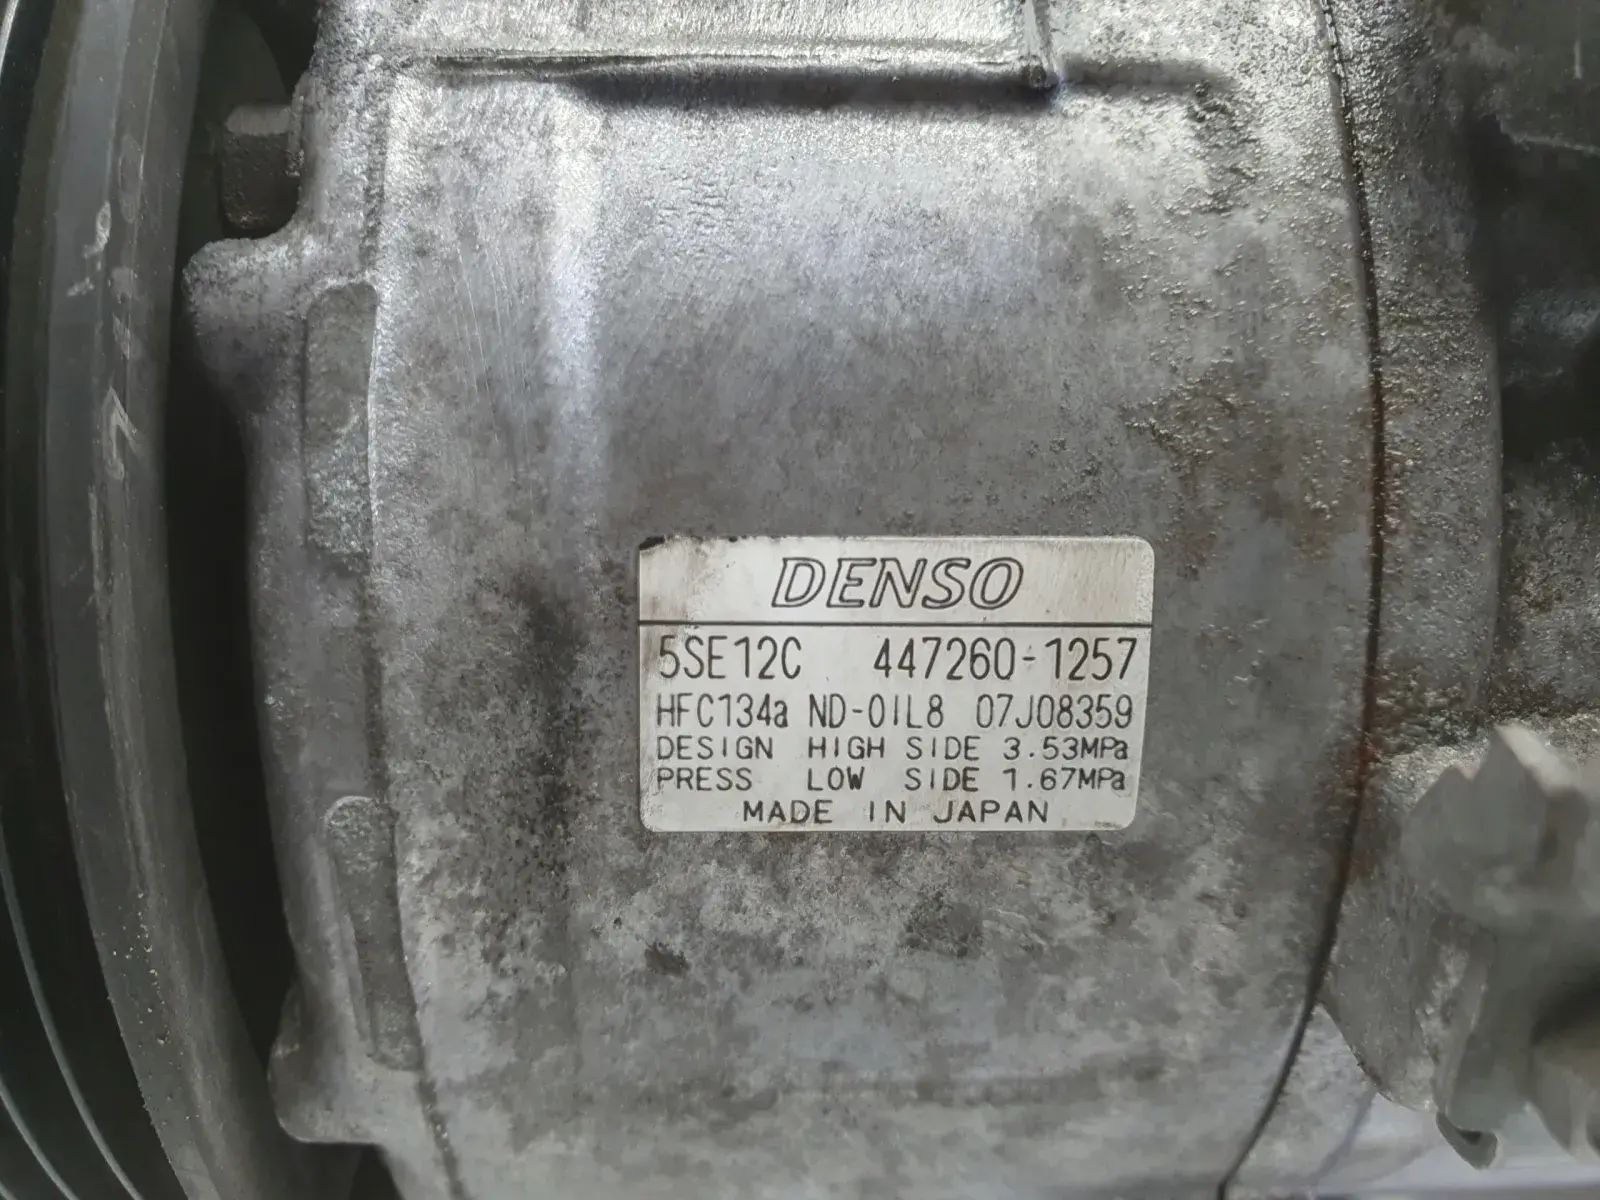 DENSO
5SE12C 447260-1257
HFC134a ND-OIL8 07J08359
DESIGN HIGH SIDE 3.53MPa
PRESS LOW SIDE 1.67MPa
MADE IN JAPAN